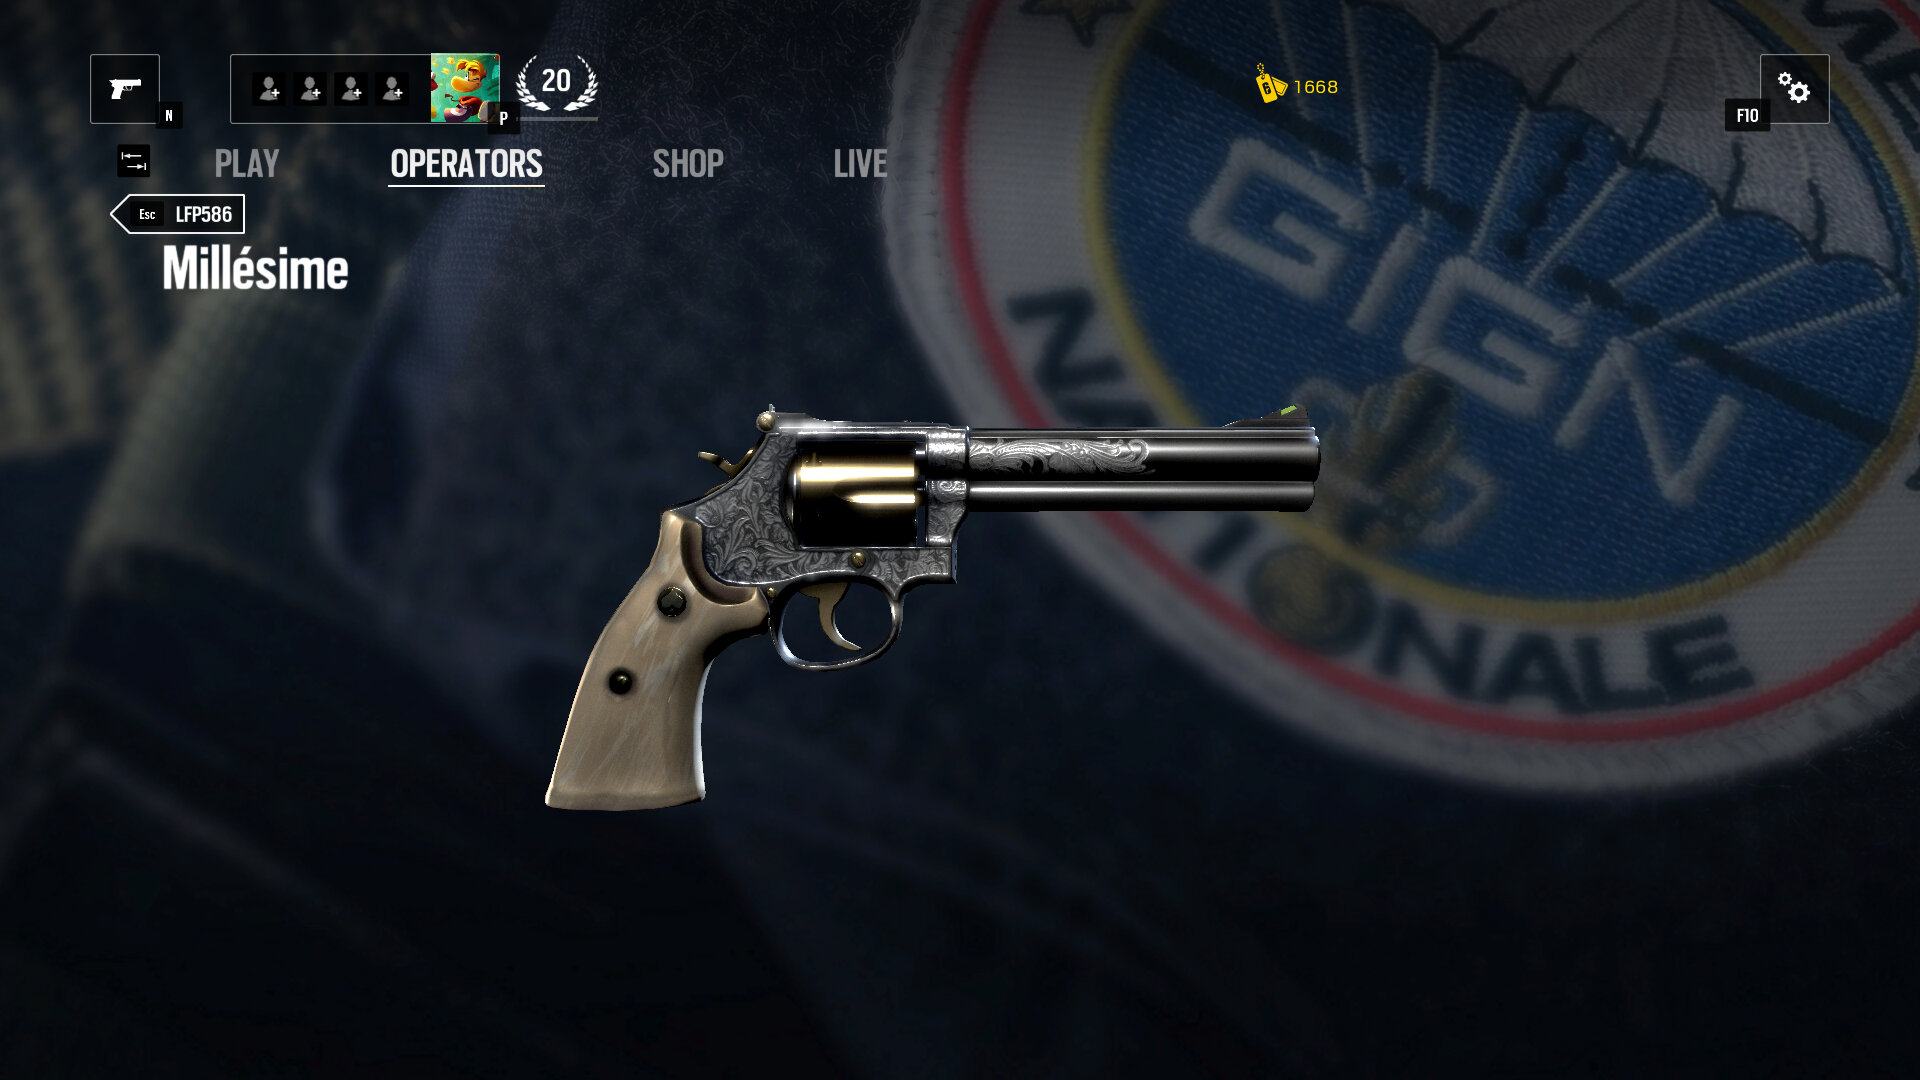 N
P
20
1668
F10
PLAY
OPERATORS
SHOP
LIVE
Esc LFP586
Millésime
GIGN
NATIONALE